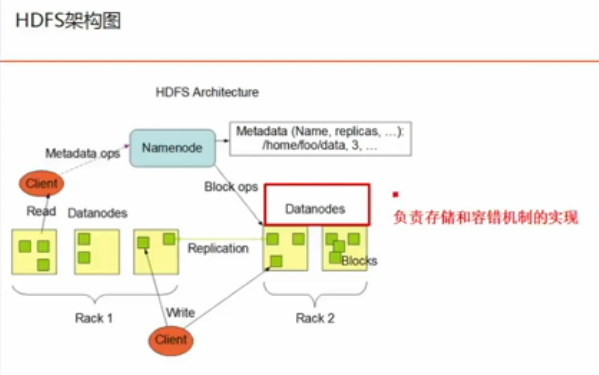 HDFS架构图
HDFS Architecture
Metadata (Name, replicas, …):
/home/foo/data, 3, …
Namenode
Metadata ops
Client
Block ops
Read
Datanodes
Datanodes
负责存储和容错机制的实现
Replication
Blocks
Rack 1
Write
Rack 2
Client